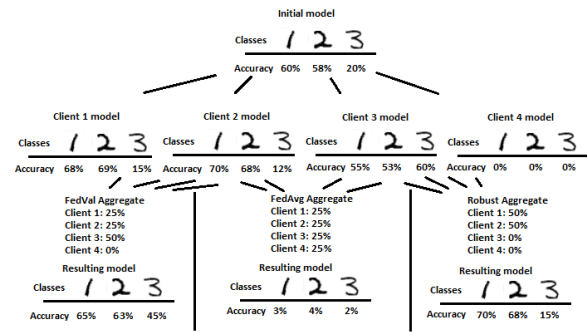 Initial model
Classes 1 2 3
Accuracy 60% 58% 20%
Client 1 model
Classes 1 2 3
Accuracy 68% 69% 15%
Client 2 model
Classes 1 2 3
Accuracy 70% 68% 12%
Client 3 model
Classes 1 2 3
Accuracy 55% 53% 60%
Client 4 model
Classes 1 2 3
Accuracy 0% 0% 0%
FedVal Aggregate
Client 1: 25%
Client 2: 25%
Client 3: 50%
Client 4: 0%
Resulting model
Classes 1 2 3
Accuracy 65% 63% 45%
FedAvg Aggregate
Client 1: 25%
Client 2: 25%
Client 3: 25%
Client 4: 25%
Resulting model
Classes 1 2 3
Accuracy 3% 4% 2%
Robust Aggregate
Client 1: 50%
Client 2: 50%
Client 3: 0%
Client 4: 0%
Resulting model
Classes 1 2 3
Accuracy 70% 68% 15%